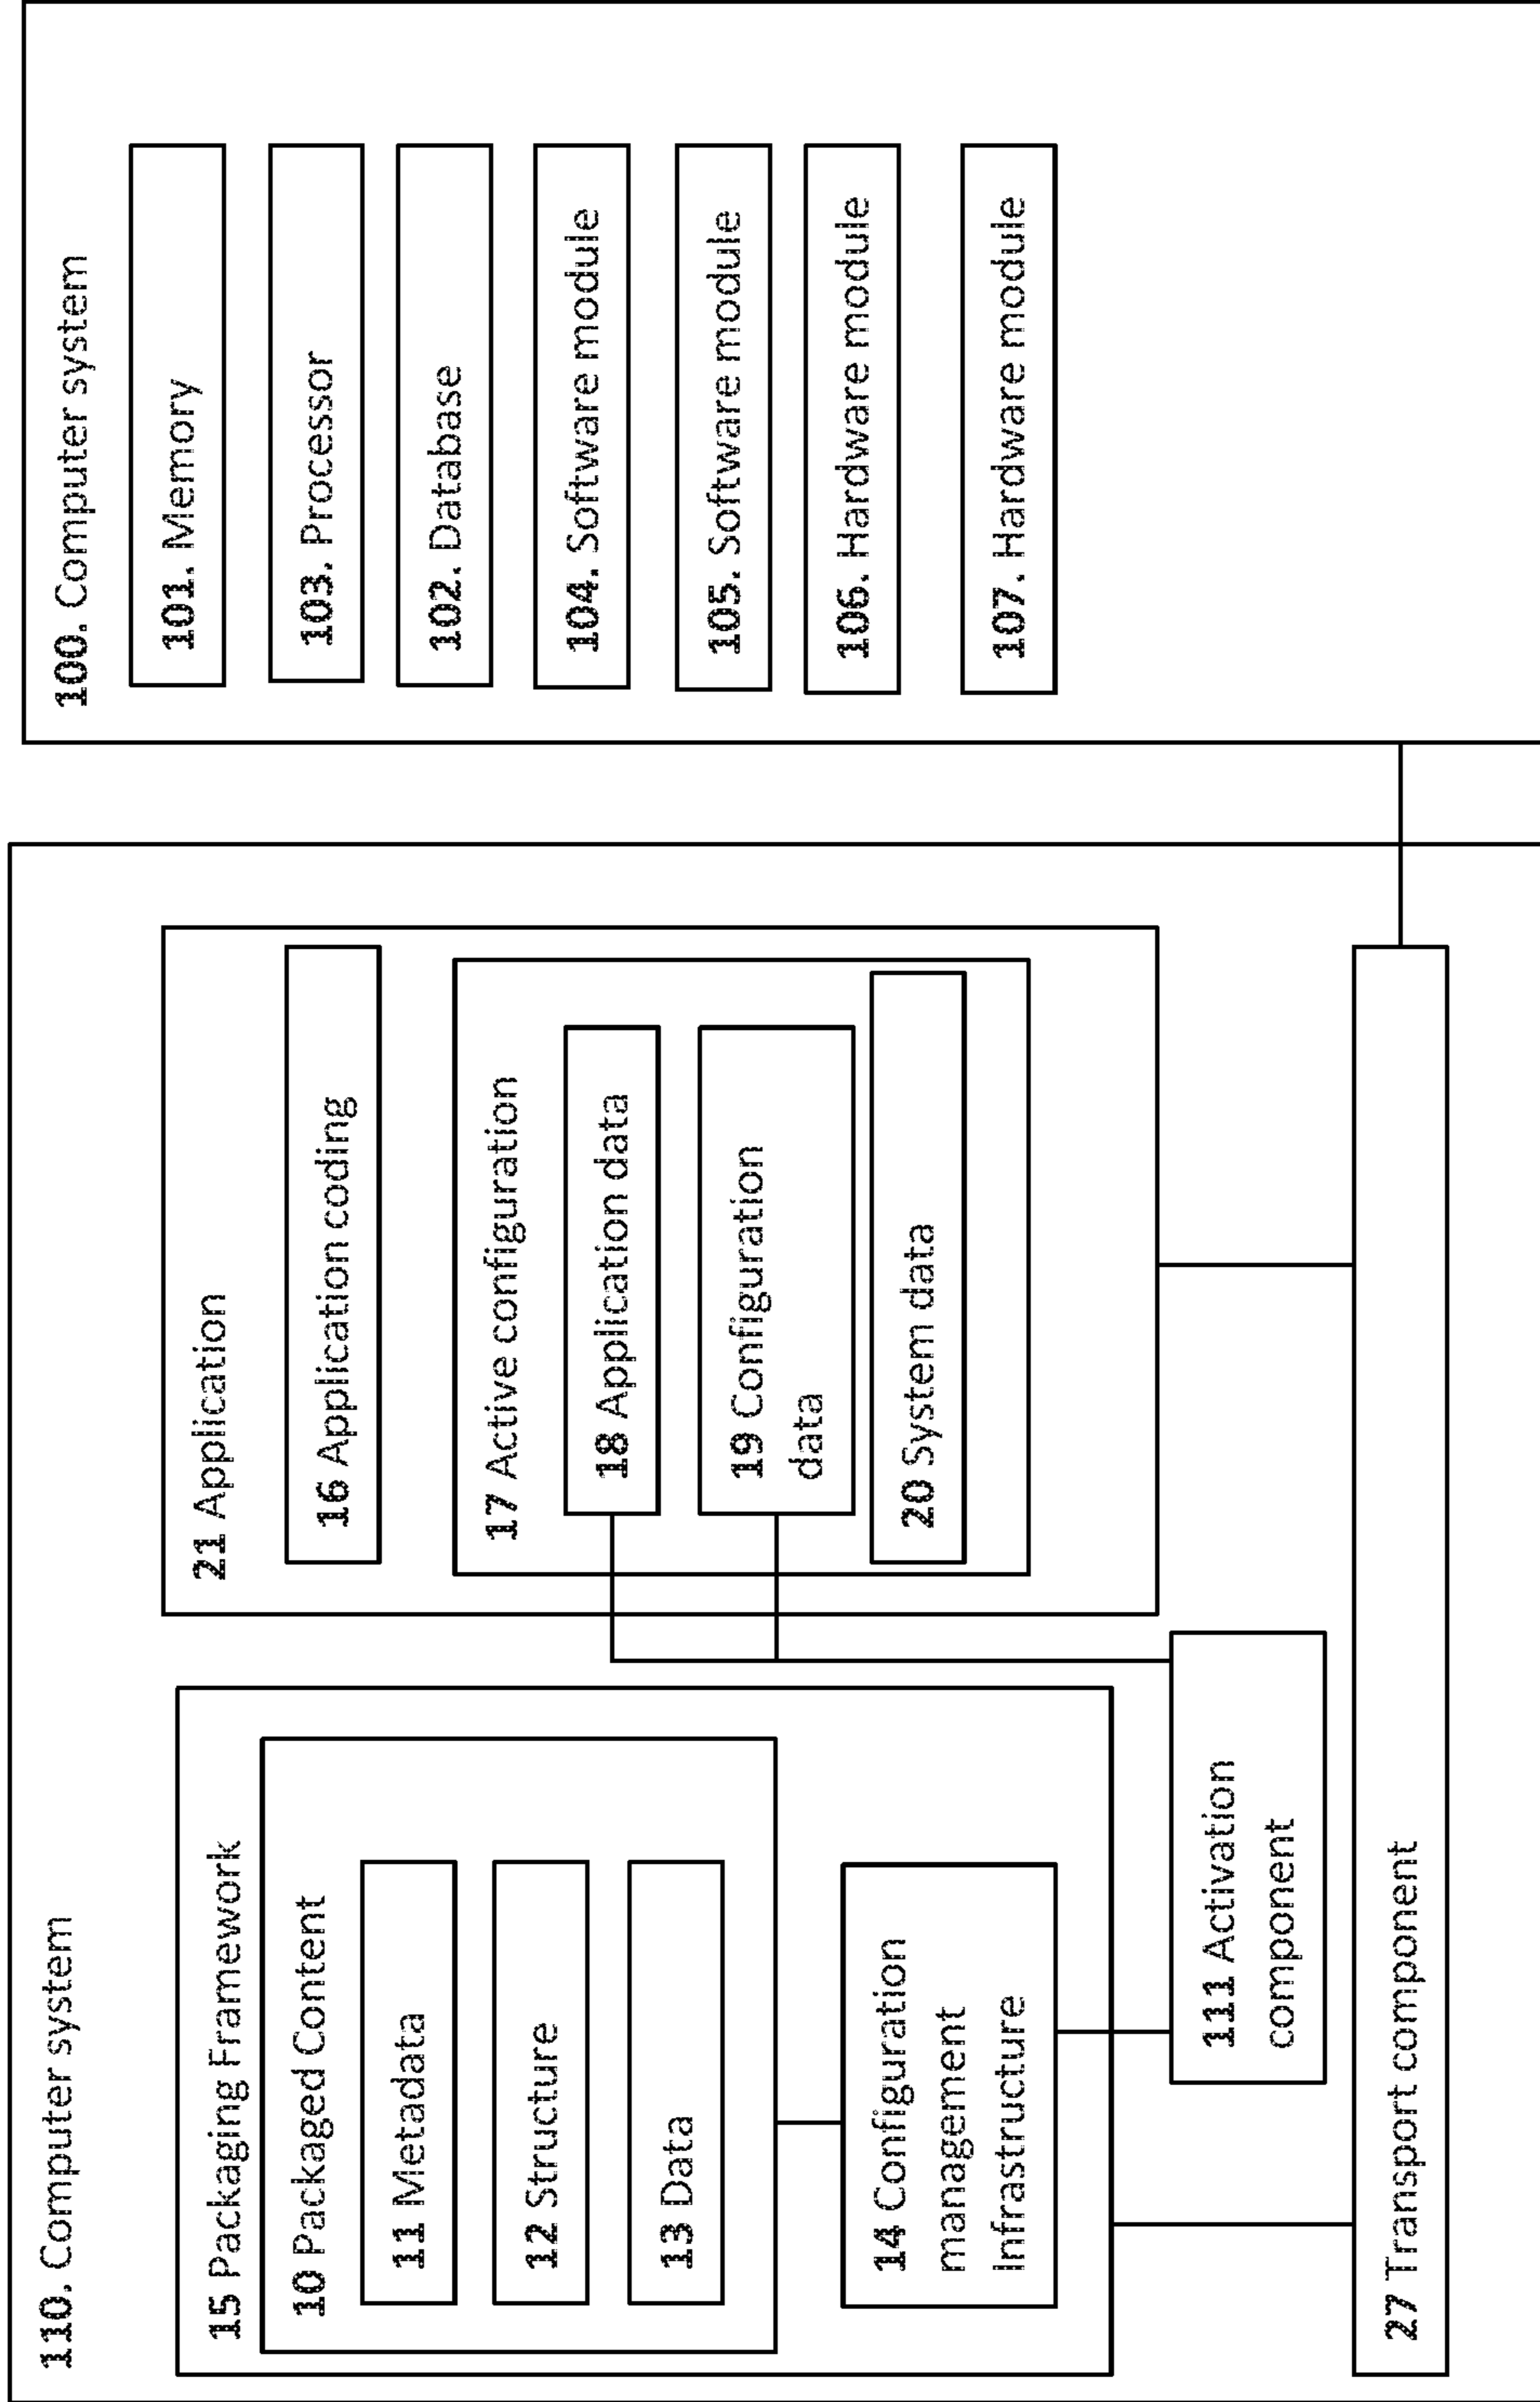 110. Computer system
15 Packaging Framework
10 Packaged Content
11 Metadata
12 Structure
13 Data
14 Configuration
management
Infrastructure
111 Activation
component
27 Transport component
21 Application
16 Application coding
17 Active configuration
18 Application data
19 Configuration
data
20 System data
100. Computer system
101. Memory
103. Processor
102. Database
104. Software module
105. Software module
106. Hardware module
107. Hardware module